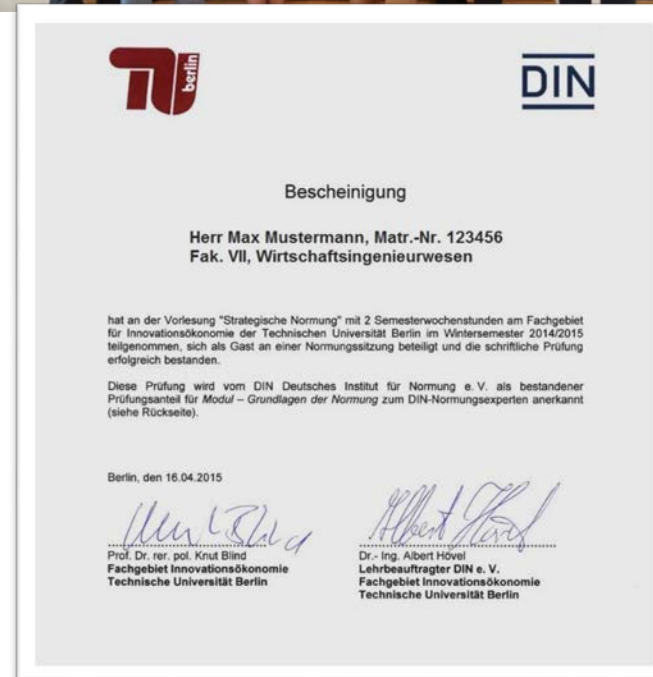 TU
berlin
DIN
Bescheinigung
Herr Max Mustermann, Matr.-Nr. 123456
Fak. VII, Wirtschaftsingenieurwesen
hat an der Vorlesung "Strategische Normung" mit 2 Semesterwochenstunden am Fachgebiet
für Innovationsökonomie der Technischen Universität Berlin im Wintersemester 2014/2015
teilgenommen, sich als Gast an einer Normungssitzung beteiligt und die schriftliche Prüfung
erfolgreich bestanden.
Diese Prüfung wird vom DIN Deutsches Institut für Normung e. V. als bestandener
Prüfungsanteil für Modul – Grundlagen der Normung zum DIN-Normungsexperten anerkannt
(siehe Rückseite).
Berlin, den 16.04.2015
Prof. Dr. rer. pol. Knut Blind
Fachgebiet Innovationsökonomie
Technische Universität Berlin
Albert Hövel
Dr.- Ing. Albert Hövel
Lehrbeauftragter DIN e. V.
Fachgebiet Innovationsökonomie
Technische Universität Berlin